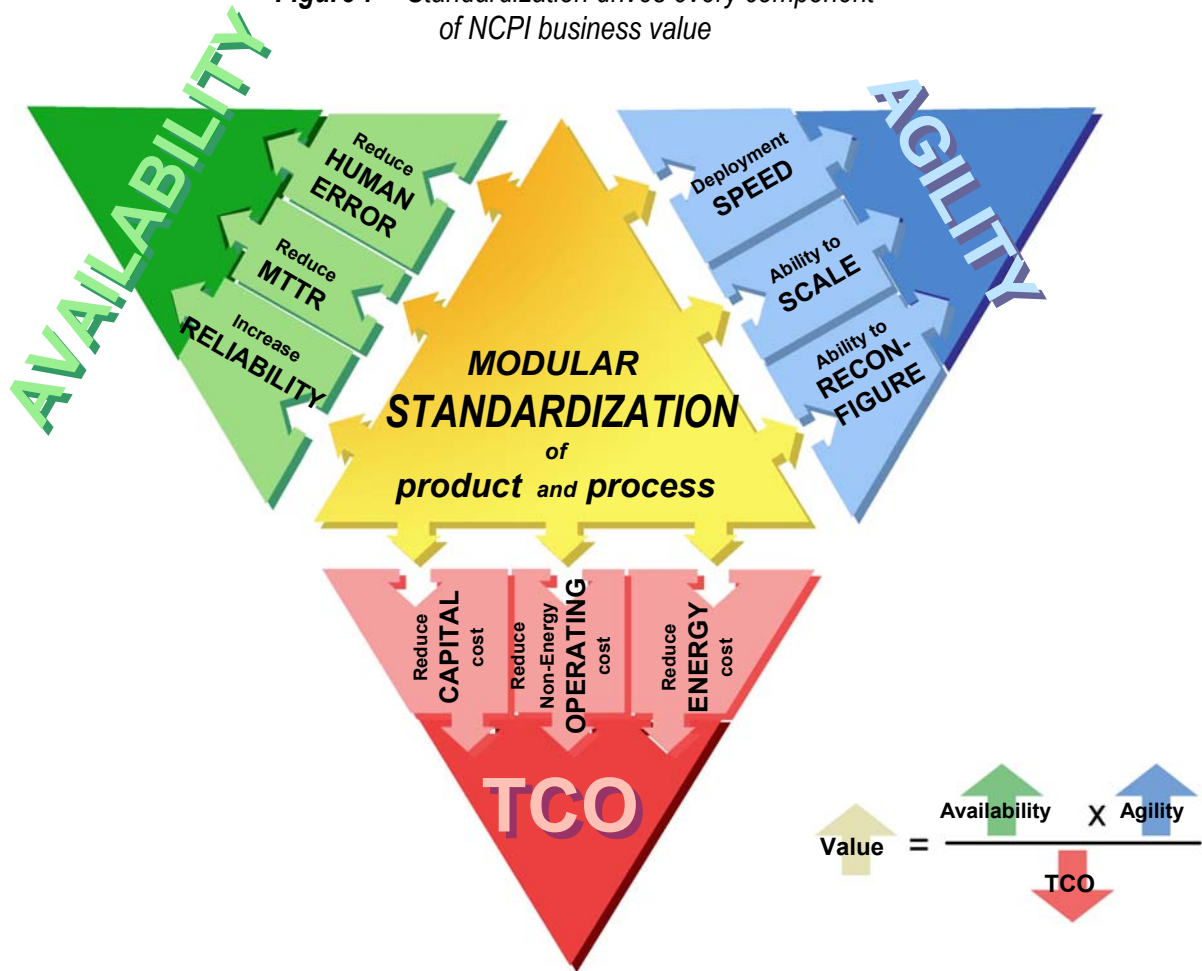 of NCPI business value
AVAILABILITY
Reduce
HUMAN
ERROR
Reduce
MTTR
Increase
RELIABILITY
AGILITY
Deployment
SPEED
Ability to
SCALE
Ability to
RECON-
FIGURE
MODULAR
STANDARDIZATION
of
product and process
Reduce
CAPITAL
cost
Reduce
Non-Energy
OPERATING
cost
Reduce
ENERGY
cost
TCO
Value = Availability x Agility
TCO